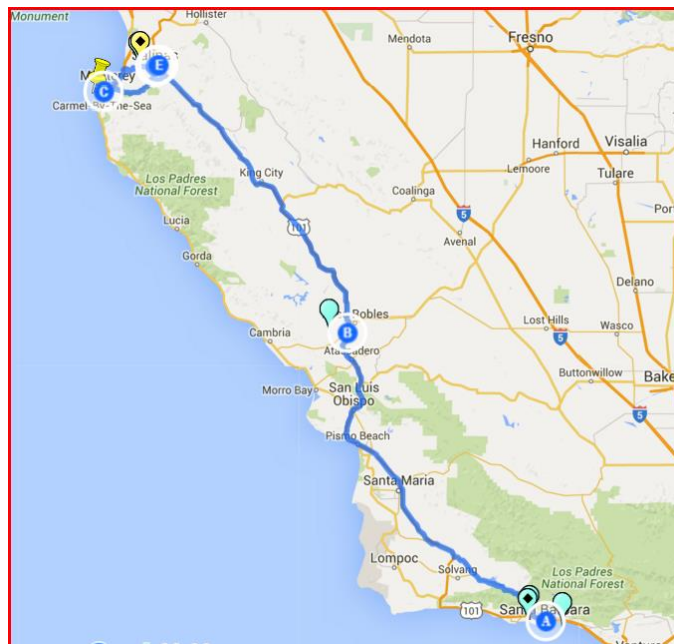 Monument
Hollister
Mendota
Fresno
Salinas
Monterey
E
C
Carmel-By-The-Sea
Hanford
Visalia
Lemoore
Tulare
King City
Los Padres
National Forest
Coalinga
Lucia
101
5
Avenal
Gorda
Delano
Robles
Lost Hills
Wasco
Cambria
B
5
Atascadero
Buttonwillow
Morro Bay
San Luis
Obispo
5
Pismo Beach
Santa Maria
Lompoc
Solvang
Los Padres
National Forest
101
Santa Barbara
A